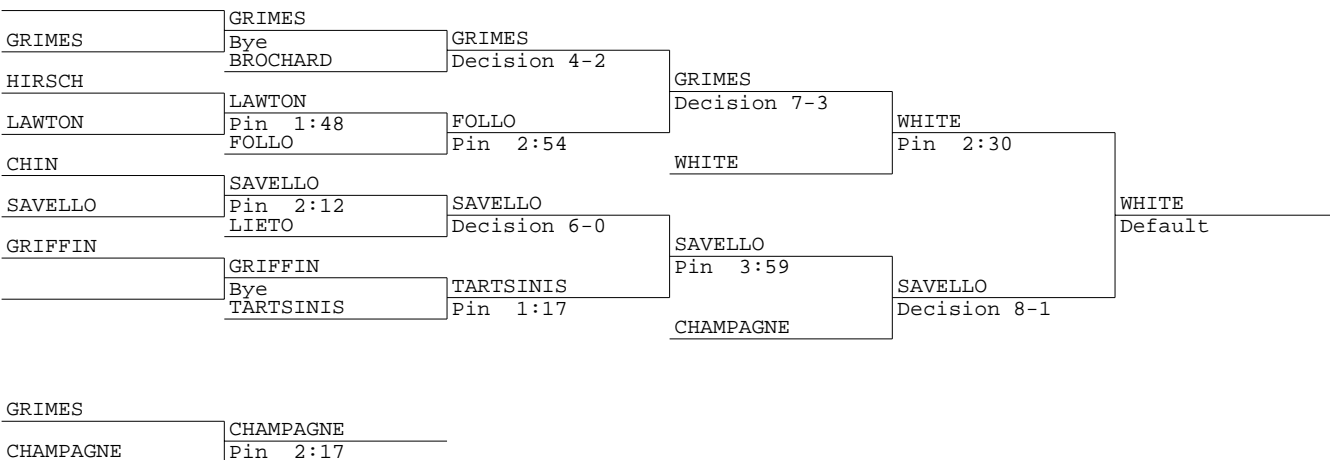 GRIMES
GRIMES Bye GRIMES
BROCHARD Decision 4-2
HIRSCH GRIMES
LAWTON Decision 7-3
LAWTON Pin 1:48 FOLLO WHITE
FOLLO Pin 2:54 Pin 2:30
CHIN WHITE
SAVELLO
SAVELLO Pin 2:12 SAVELLO WHITE
LIETO Decision 6-0 Default
GRIFFIN SAVELLO
GRIFFIN Pin 3:59
Bye TARTSINIS SAVELLO
TARTSINIS Pin 1:17 Decision 8-1
CHAMPAGNE
GRIMES
CHAMPAGNE
CHAMPAGNE Pin 2:17